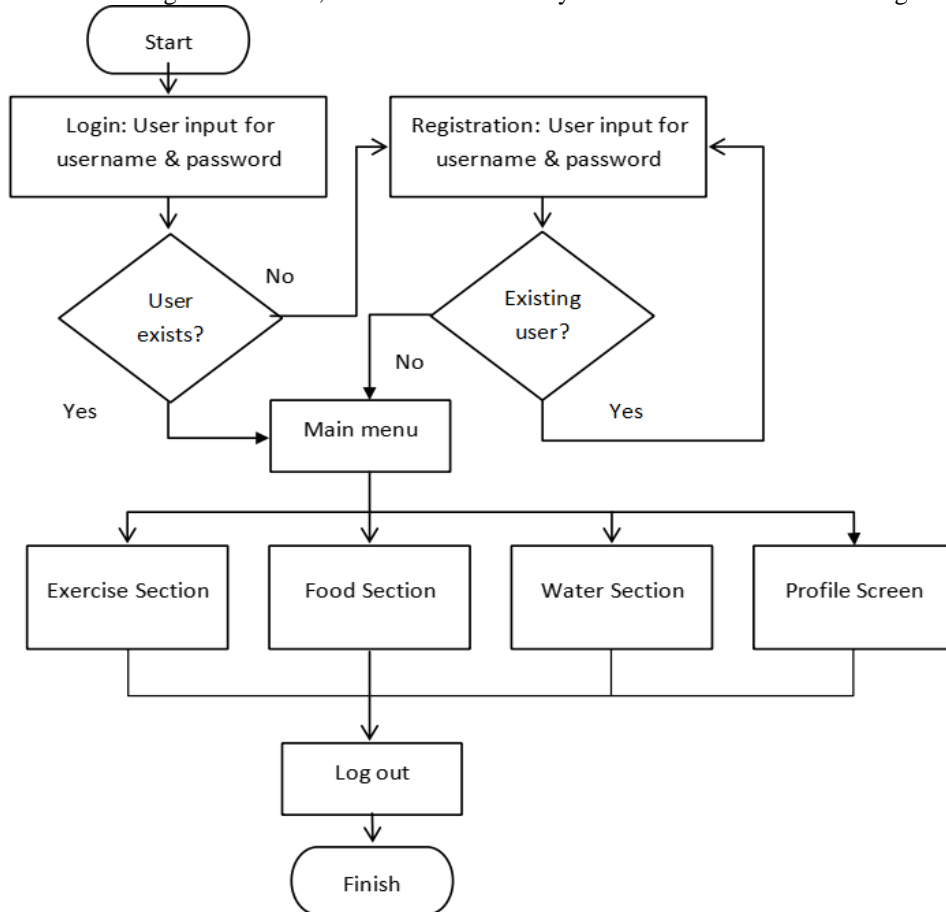 Start
Login: User input for
username & password
Registration: User input for
username & password
No
User
exists?
Existing
user?
No
Yes
Yes
Main menu
Exercise Section
Food Section
Water Section
Profile Screen
Log out
Finish